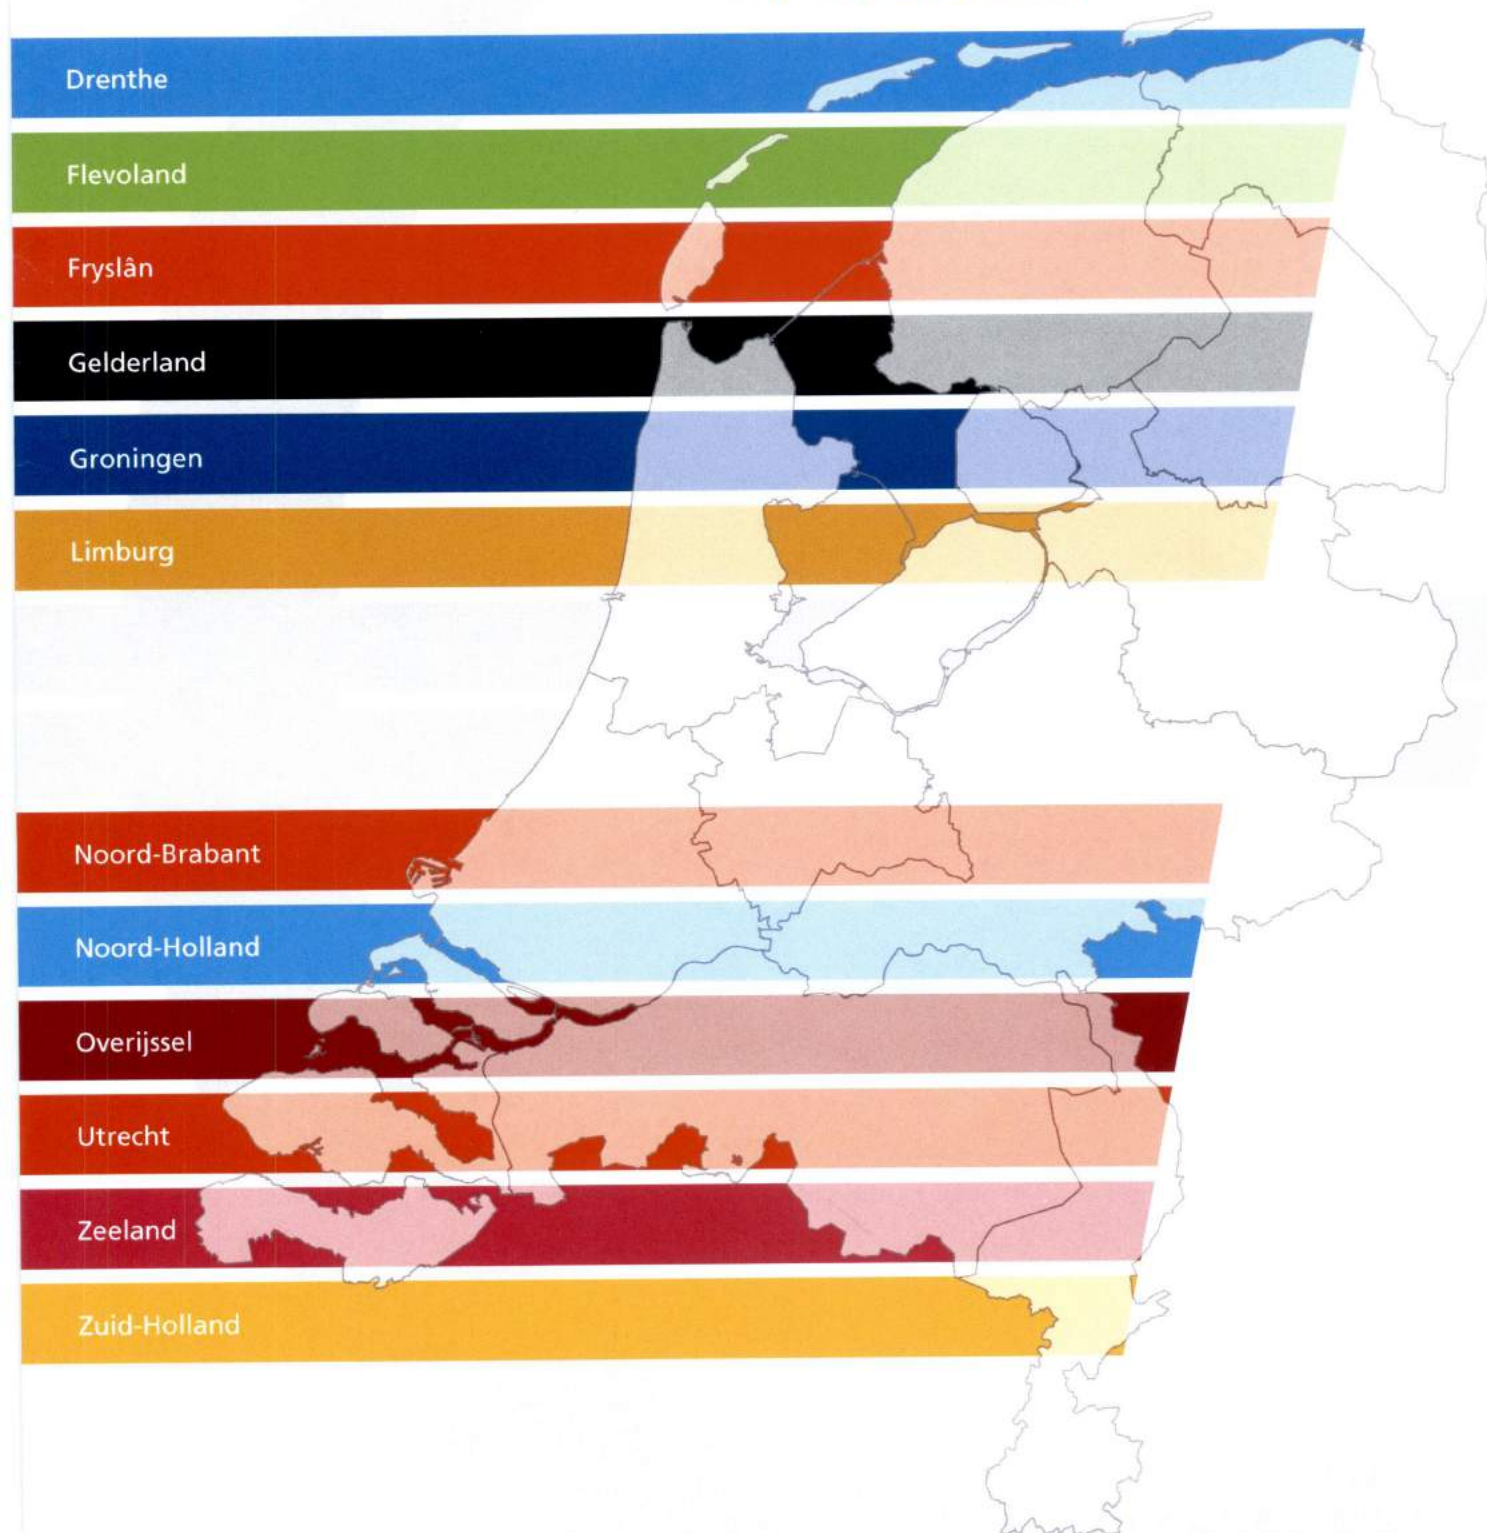 Drenthe
Flevoland
Fryslân
Gelderland
Groningen
Limburg
Noord-Brabant
Noord-Holland
Overijssel
Utrecht
Zeeland
Zuid-Holland